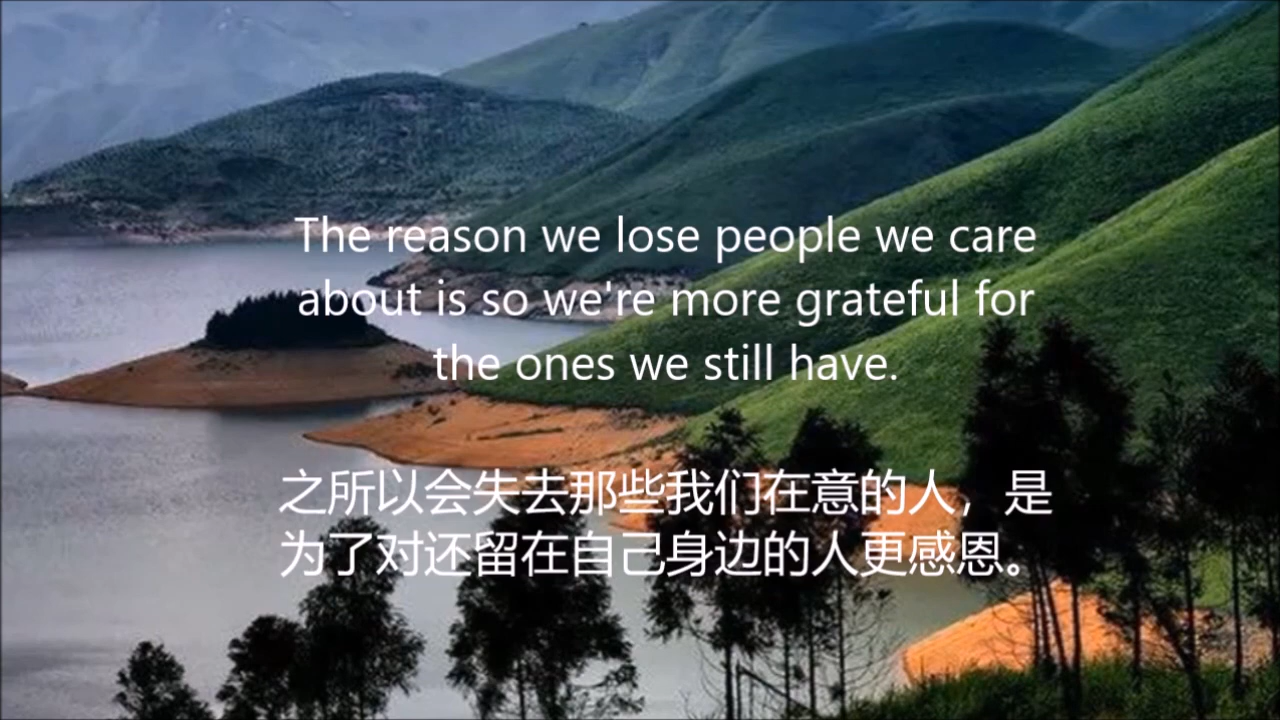 The reason we lose people we care
about is so we're more grateful for
the ones we still have.
之所以会失去那些我们在意的人，是
为了对还留在自己身边的人更感恩。